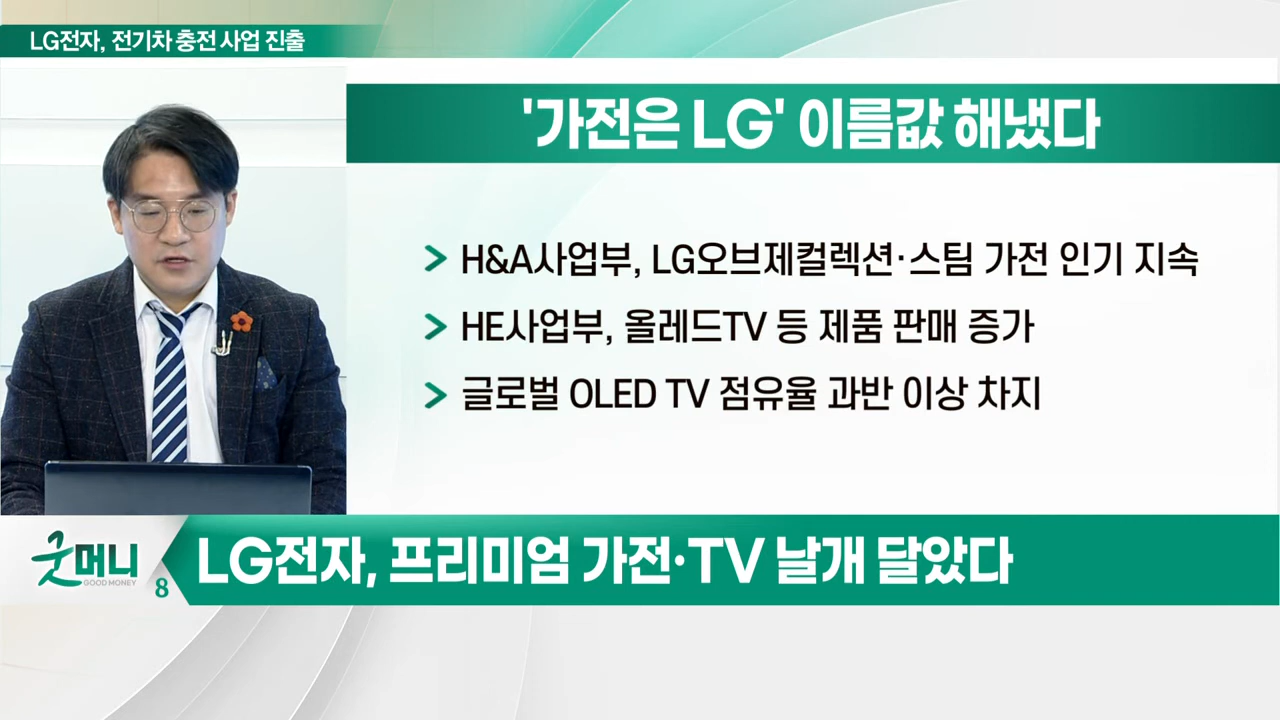 LG전자, 전기차 충전 사업 진출
'가전은 LG' 이름값 해냈다
H&A사업부, LG오브제컬렉션·스팀 가전 인기 지속
HE사업부, 올레드TV 등 제품 판매 증가
글로벌 OLED TV 점유율 과반 이상 차지
굿머니
GOOD MONEY
8
LG전자, 프리미엄 가전·TV 날개 달았다